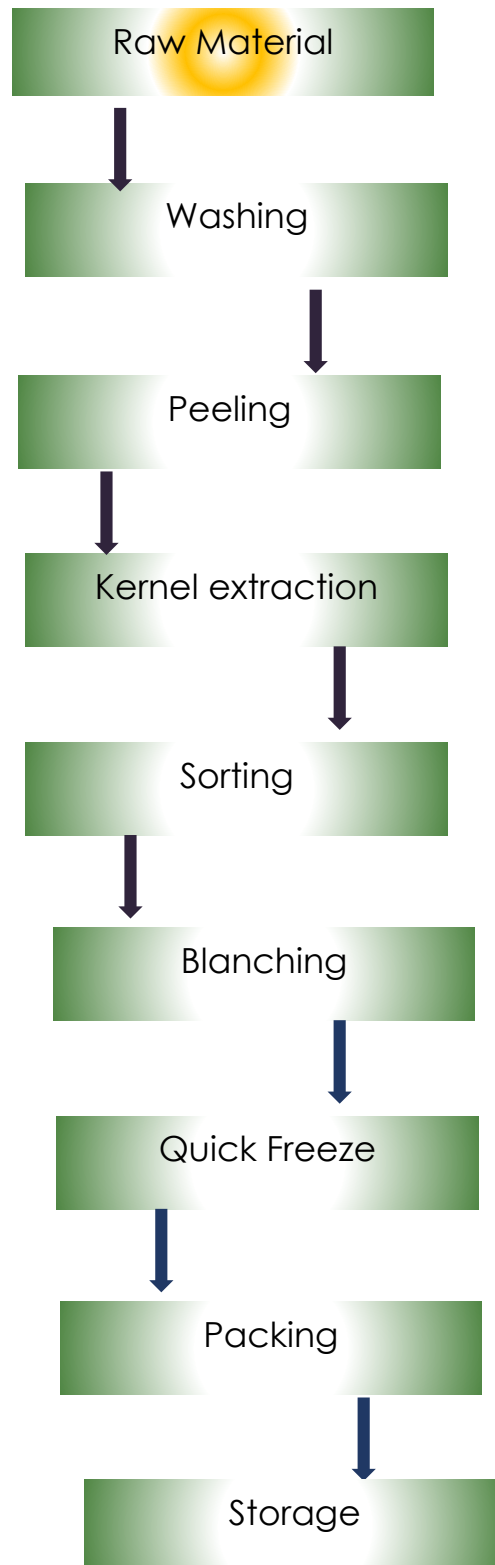 Raw Material
Washing
Peeling
Kernel extraction
Sorting
Blanching
Quick Freeze
Packing
Storage